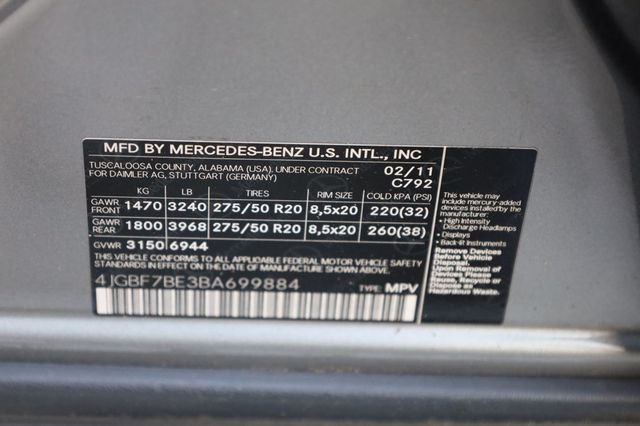 MFD BY MERCEDES-BENZ U.S. INTL., INC
TUSCALOOSA COUNTY, ALABAMA (USA), UNDER CONTRACT 02/11
FOR DAIMLER AG, STUTTGART (GERMANY) C792
KG LB TIRES RIM SIZE COLD KPA (PSI)
GAWR FRONT 1470 3240 275/50 R20 8,5x20 220(32)
GAWR REAR 1800 3968 275/50 R20 8,5x20 260(38)
GVWR 3150 6944
THIS VEHICLE CONFORMS TO ALL APPLICABLE FEDERAL MOTOR VEHICLE SAFETY
STANDARDS IN EFFECT ON THE DATE OF MANUFACTURE SHOWN ABOVE.
4JGBF7BE3BA699884 TYPE: MPV
This vehicle may
contain mercury-added
devices installed by the
manufacturer:
- High Intensity
Discharge Headlamps
- Displays
- Back-lit Instruments
Remove Devices
Before Vehicle
Disposal.
Upon Removal of
Devices Please
Reuse, Recycle or
Dispose as
Hazardous Waste.